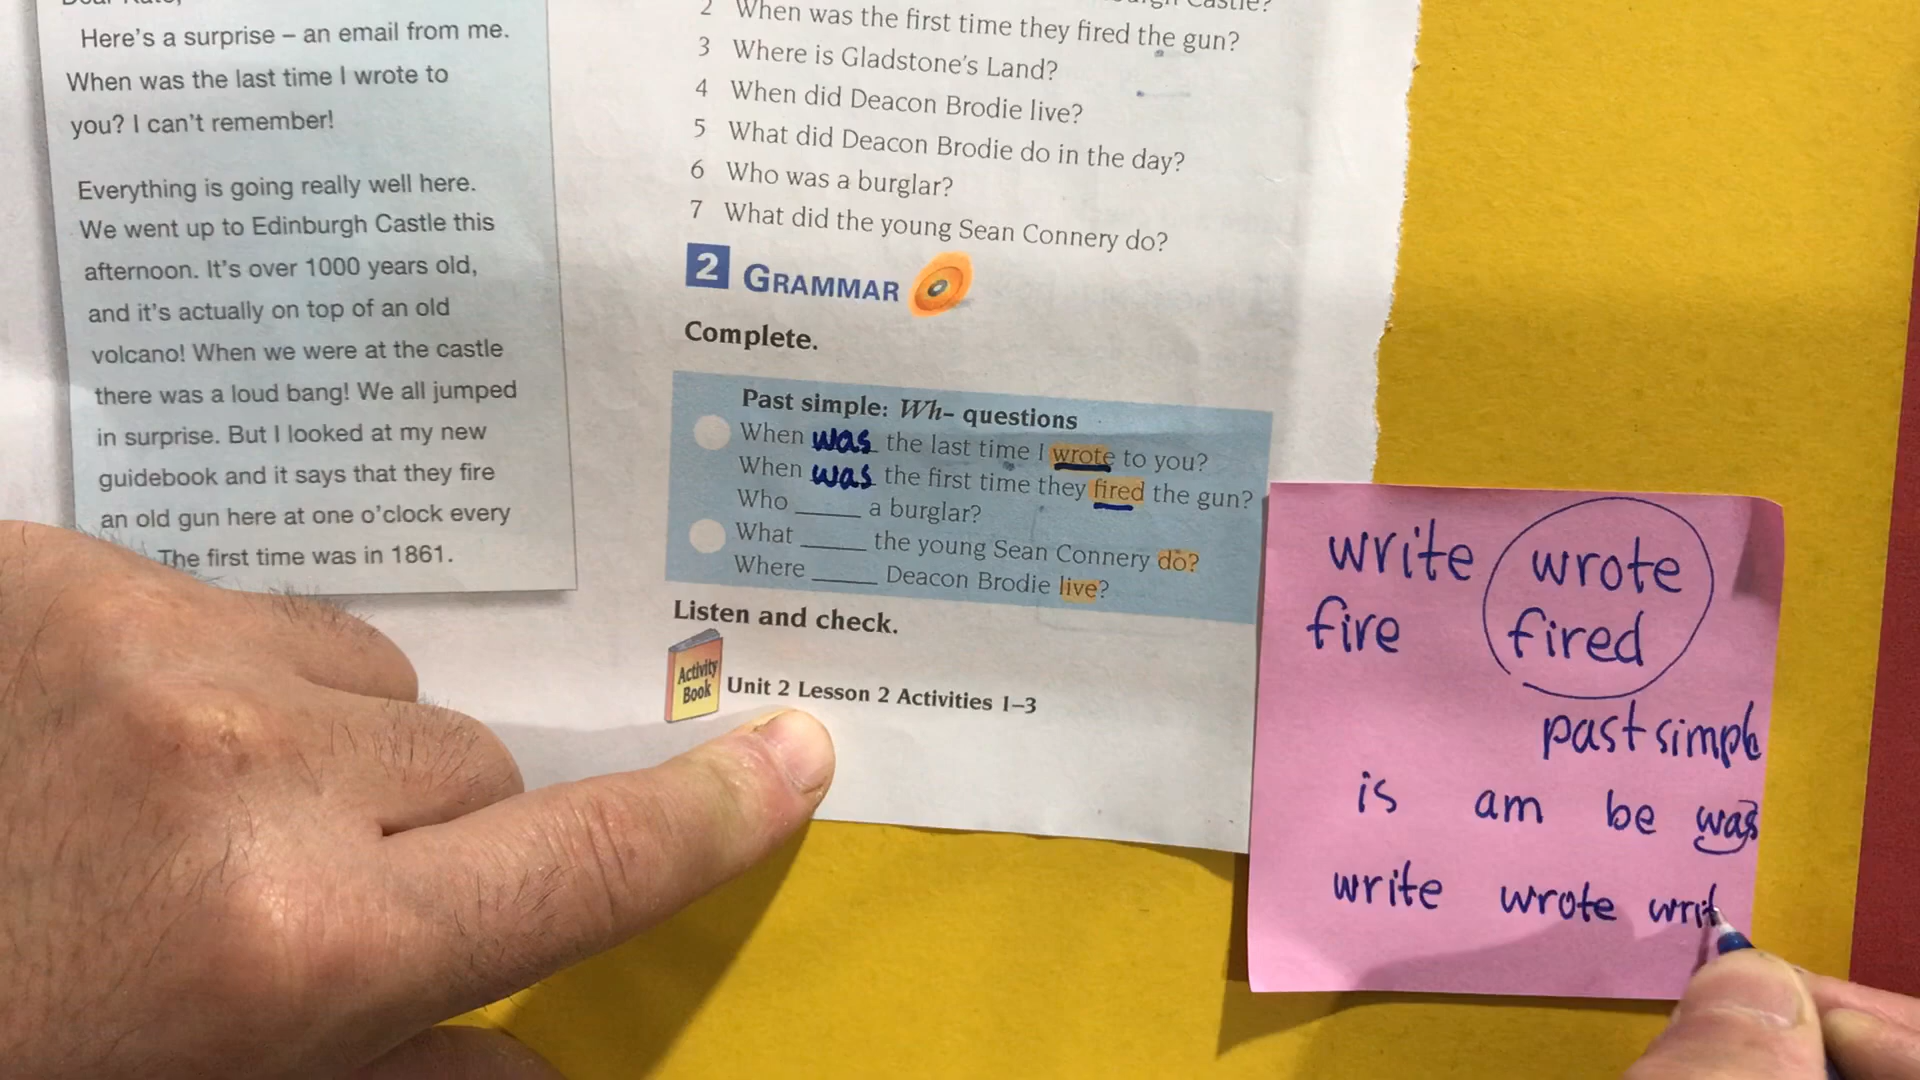 Here's a surprise – an email from me.
When was the last time I wrote to
you? I can't remember!
Everything is going really well here.
We went up to Edinburgh Castle this
afternoon. It's over 1000 years old,
and it's actually on top of an old
volcano! When we were at the castle
there was a loud bang! We all jumped
in surprise. But I looked at my new
guidebook and it says that they fire
an old gun here at one o'clock every
The first time was in 1861.
2 When was the first time they fired the gun?
3 Where is Gladstone's Land?
4 When did Deacon Brodie live?
5 What did Deacon Brodie do in the day?
6 Who was a burglar?
7 What did the young Sean Connery do?
2 GRAMMAR
Complete.
Past simple: Wh- questions
When was the last time I wrote to you?
When was the first time they fired the gun?
Who _____ a burglar?
What _____ the young Sean Connery do?
Where _____ Deacon Brodie live?
Listen and check.
Activity
Book
Unit 2 Lesson 2 Activities 1–3
write wrote
fire fired
past simple
is am be was
write wrote writ